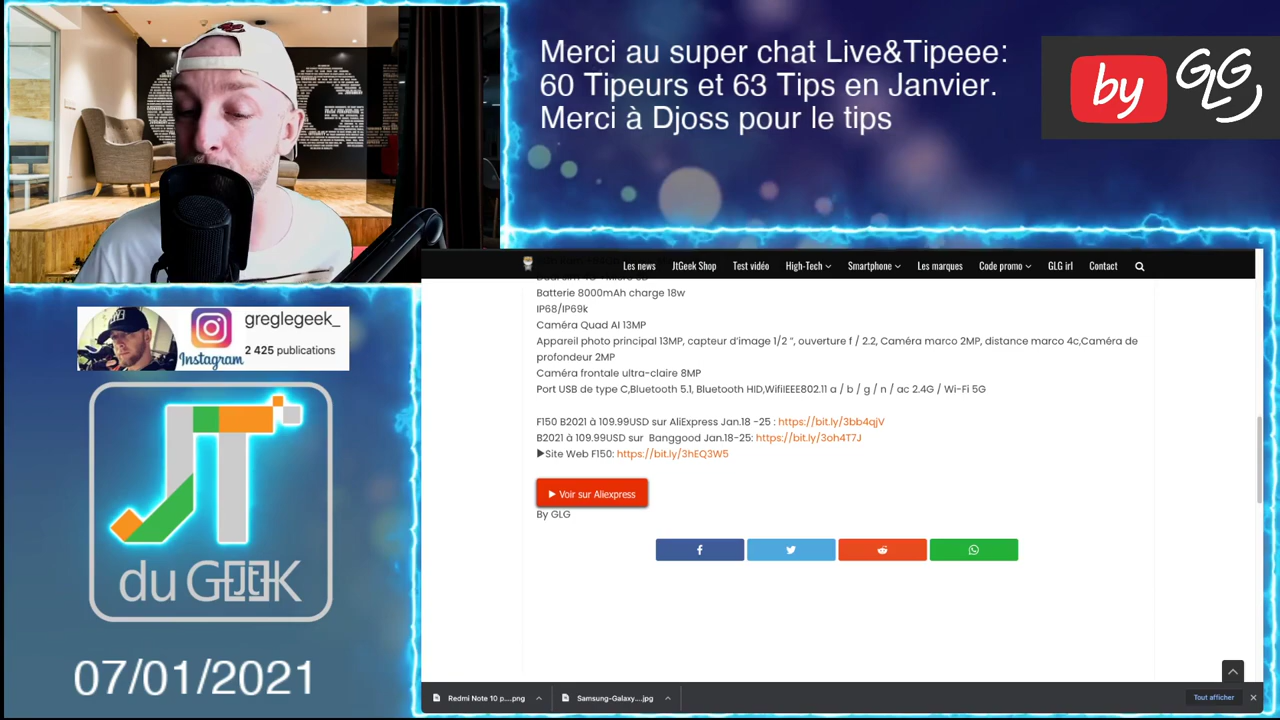 Merci au super chat Live&Tipeee:
60 Tipeurs et 63 Tips en Janvier.
Merci à Djoss pour le tips
by GLG
greglegeek_
2 425 publications
Instagram
JT
du GEEK
07/01/2021
Les news JtGeek Shop Test vidéo High-Tech Smartphone Les marques Code promo GLG irl Contact
Batterie 8000mAh charge 18w
IP68/IP69k
Caméra Quad AI 13MP
Appareil photo principal 13MP, capteur d'image 1/2 ", ouverture f / 2.2, Caméra marco 2MP, distance marco 4c,Caméra de
profondeur 2MP
Caméra frontale ultra-claire 8MP
Port USB de type C,Bluetooth 5.1, Bluetooth HID,WifiIEEE802.11 a / b / g / n / ac 2.4G / Wi-Fi 5G
F150 B2021 à 109.99USD sur AliExpress Jan.18 -25 : https://bit.ly/3bb4qjV
B2021 à 109.99USD sur Banggood Jan.18-25: https://bit.ly/3oh4T7J
▶Site Web F150: https://bit.ly/3hEQ3W5
▶ Voir sur Aliexpress
By GLG
Redmi Note 10 p....png
Samsung-Galaxy....jpg
Tout afficher